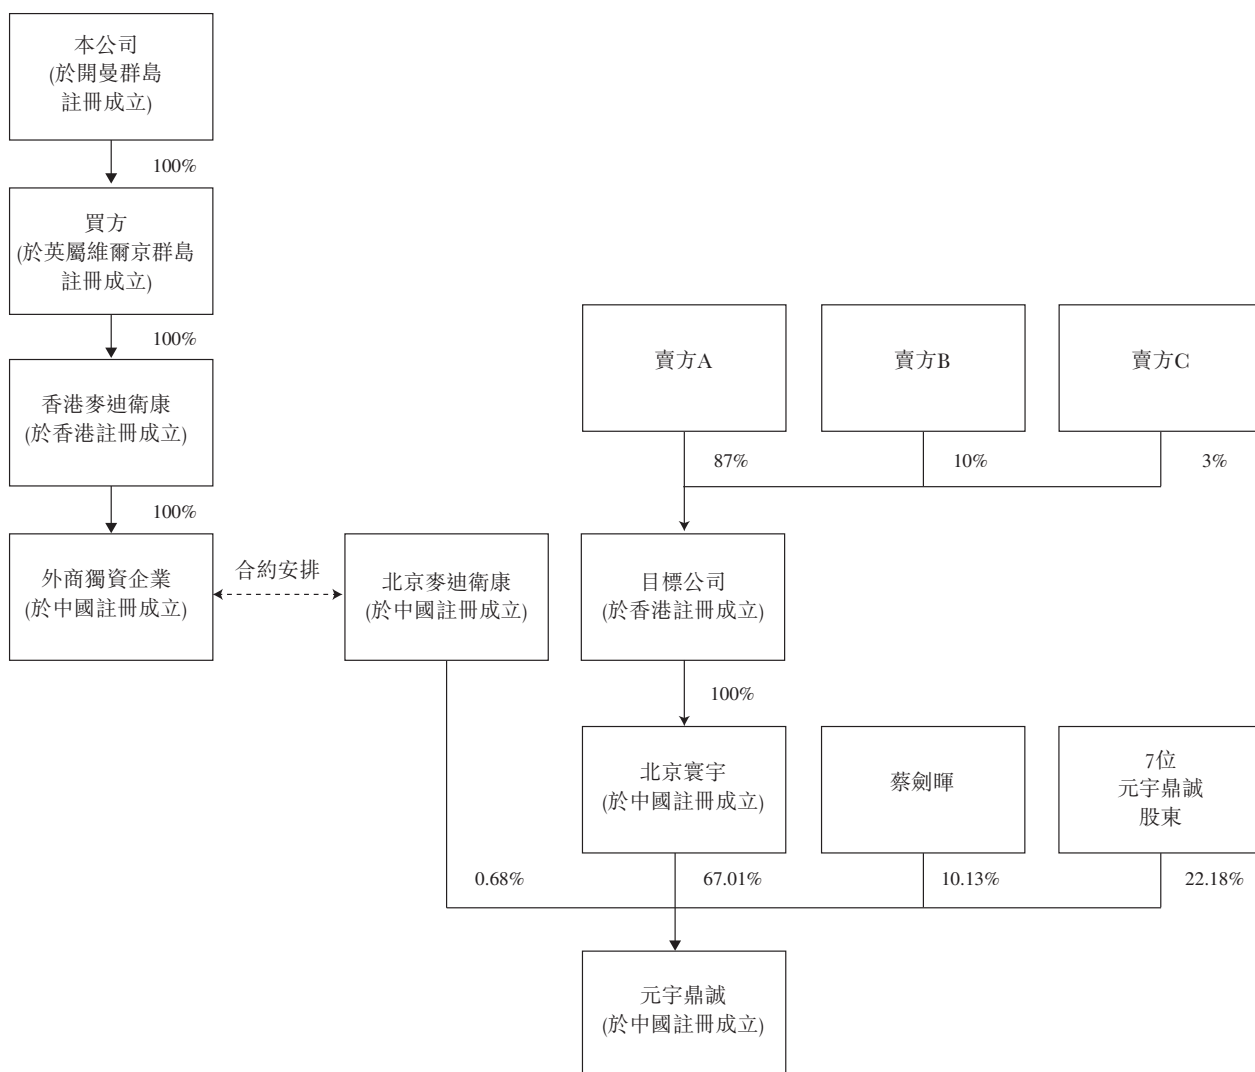 本公司
(於開曼群島
註冊成立)
100%
買方
(於英屬維爾京群島
註冊成立)
100%
香港麥迪衛康
(於香港註冊成立)
100%
外商獨資企業
(於中國註冊成立)
合約安排
北京麥迪衛康
(於中國註冊成立)
賣方A
賣方B
賣方C
87%
10%
3%
目標公司
(於香港註冊成立)
100%
北京寰宇
(於中國註冊成立)
蔡劍暉
7位
元宇鼎誠
股東
0.68%
67.01%
10.13%
22.18%
元宇鼎誠
(於中國註冊成立)